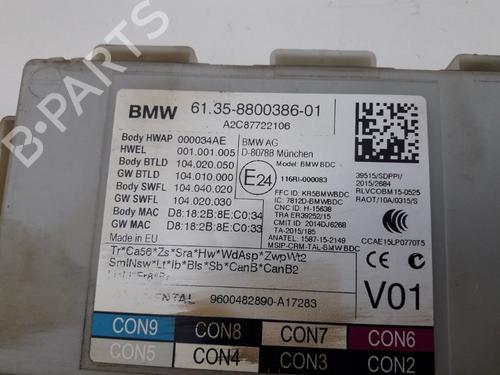 B-PARTS
BMW 61.35-8800386-01
A2C87722106
Body HWAP 000034AE
HWEL 001.001.005
Body BTLD 104.020.050
GW BTLD 104.010.000
Body SWFL 104.040.020
GW SWFL 104.020.030
Body MAC D8:18:2B:8E:C0:34
GW MAC D8:18:2B:8E:C0:33
Made in EU
BMW AG
D-80788 München
Model: BMW BDC
E24
116RI-000083
FFC ID: KR5BMWBDC
IC: 7812D-BMWBDC
CNC ID: H-15638
TRA ER39252/15
CMIIT ID: 2014DJ6268
TA-2015/185
ANATEL: 1587-15-2149
MSIP-CRM-TAL-BMW BDC
39515/SDPPI/
2015/2684
RLVCOBM15-0525
RAOT/10A/0315/S
CCAE15LP0770T5
Tr*Ca56*Zs*Sra*Hw*WdAsp*ZwpWt2
SmlNsw*Lt*Ib*Bls*Sb*CanB*CanB2
9600482890-A17283
V01
CON9 CON8 CON7 CON6
CON5 CON4 CON3 CON2